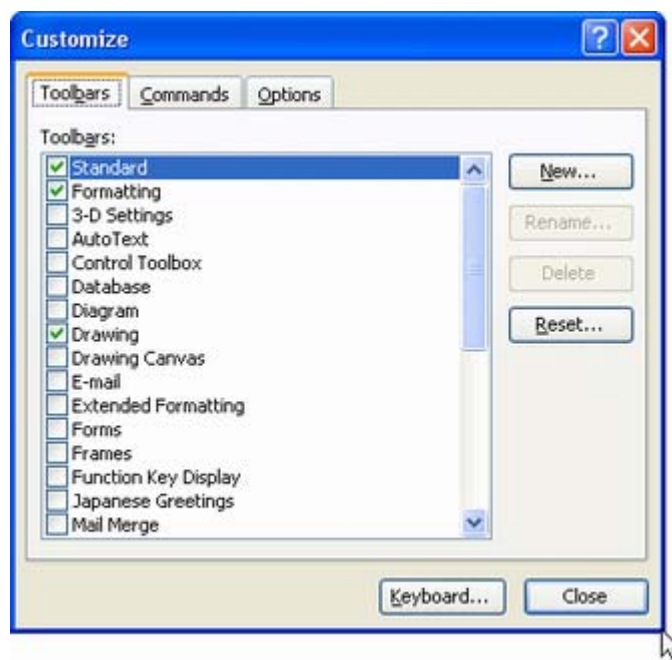 Customize
Toolbars Commands Options
Toolbars:
Standard
Formatting
3-D Settings
AutoText
Control Toolbox
Database
Diagram
Drawing
Drawing Canvas
E-mail
Extended Formatting
Forms
Frames
Function Key Display
Japanese Greetings
Mail Merge
New...
Rename...
Delete
Reset...
Keyboard... Close